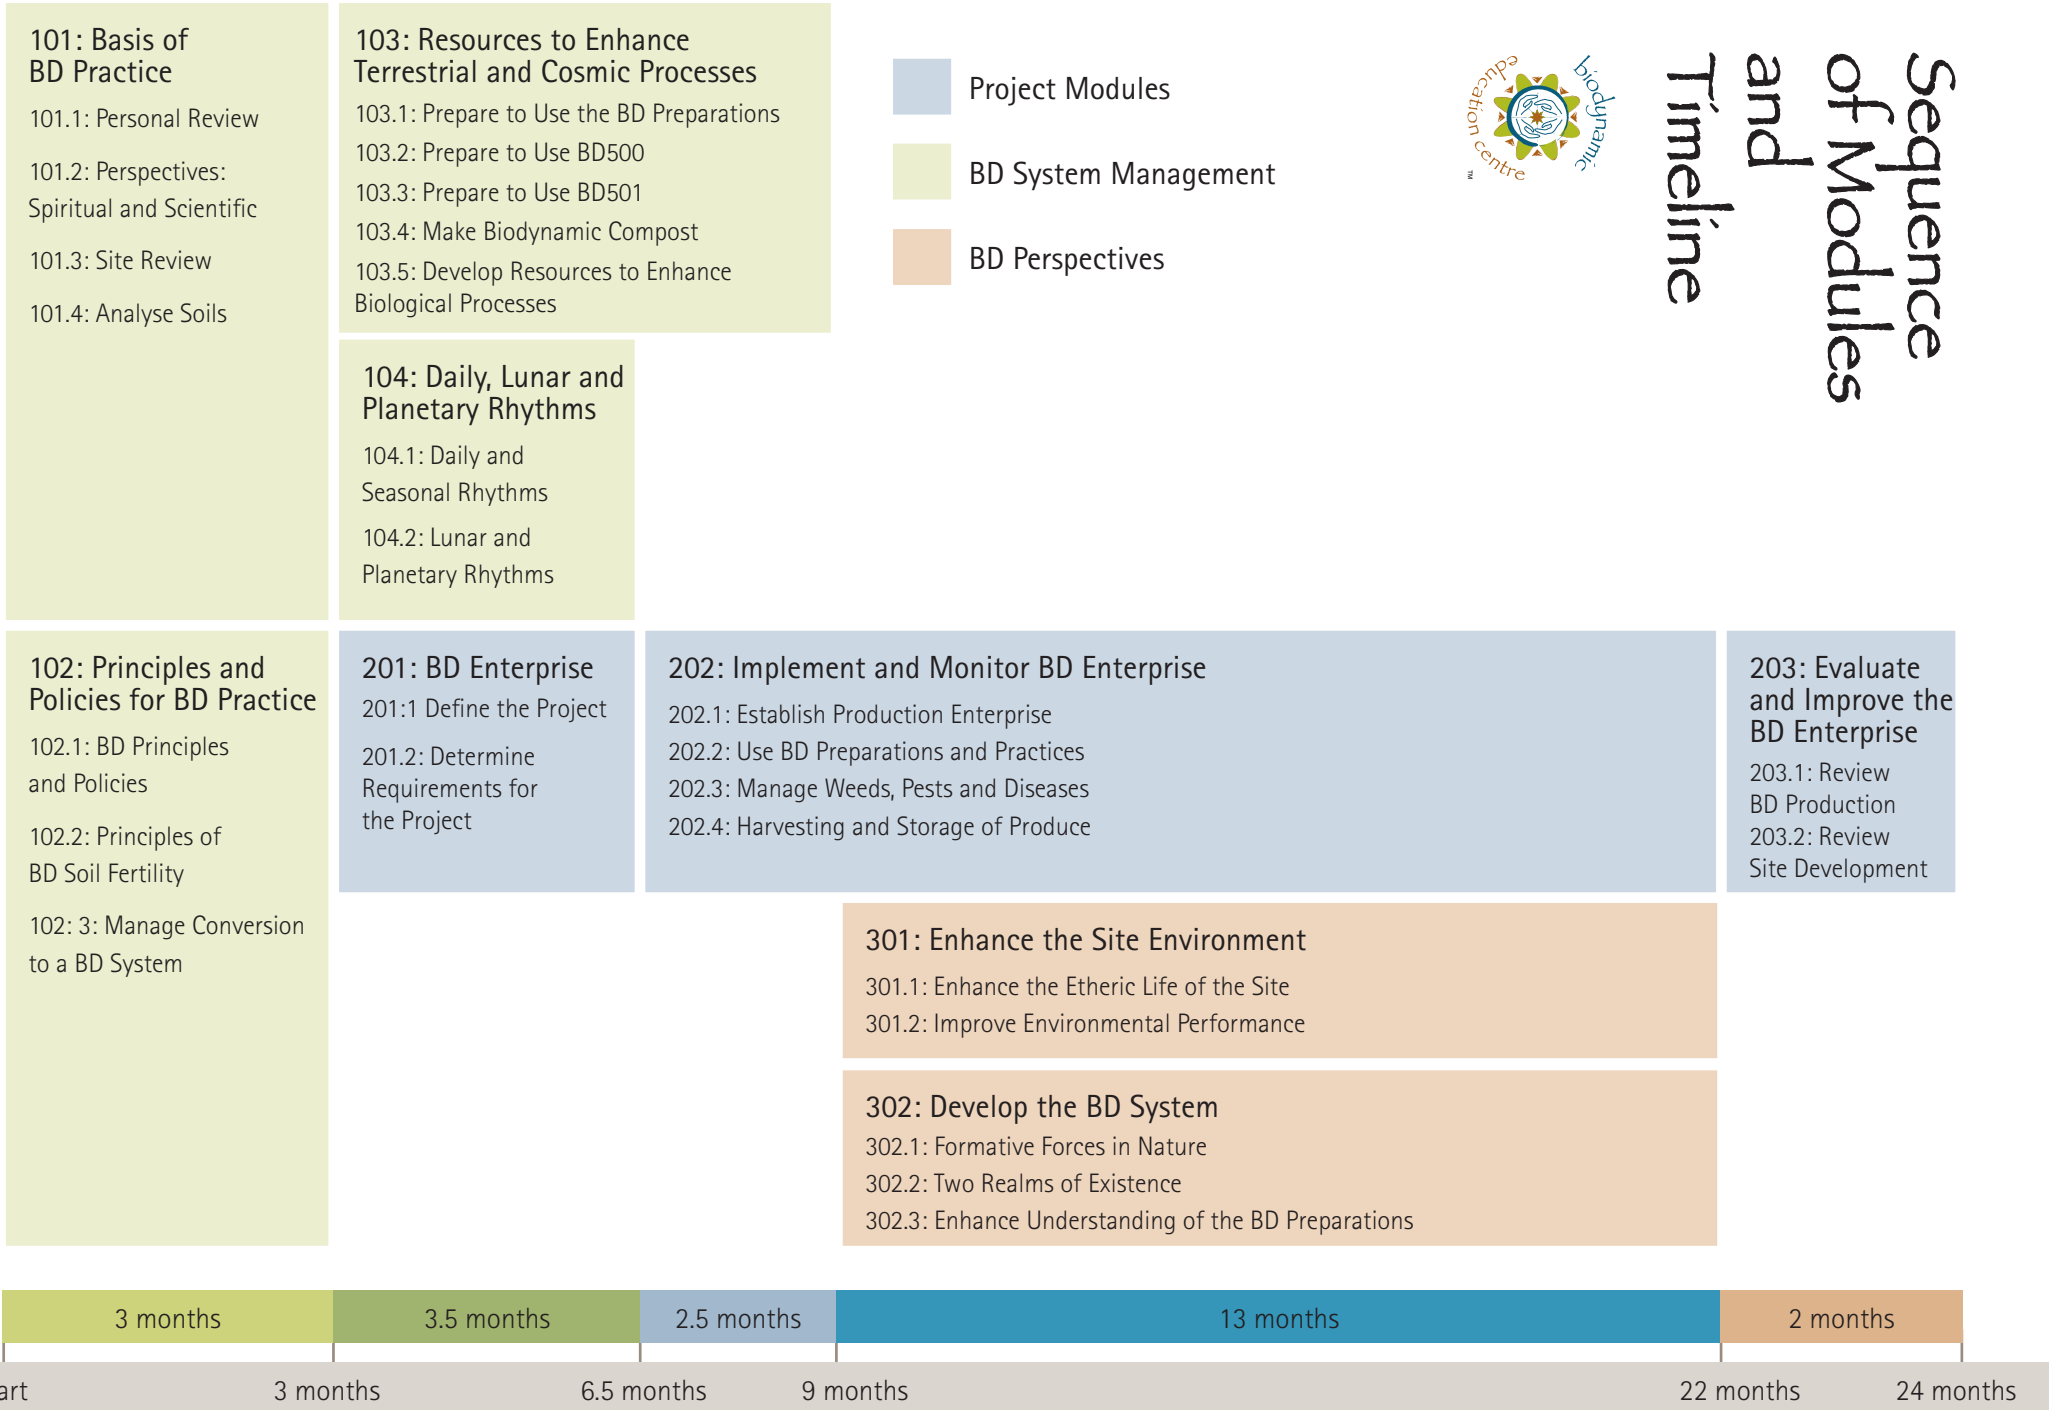 101: Basis of
BD Practice
101.1: Personal Review
101.2: Perspectives:
Spiritual and Scientific
101.3: Site Review
101.4: Analyse Soils
103: Resources to Enhance
Terrestrial and Cosmic Processes
103.1: Prepare to Use the BD Preparations
103.2: Prepare to Use BD500
103.3: Prepare to Use BD501
103.4: Make Biodynamic Compost
103.5: Develop Resources to Enhance
Biological Processes
Project Modules
BD System Management
BD Perspectives
biodynamic
education centre
™
Sequence
of Modules
and
Timeline
104: Daily, Lunar and
Planetary Rhythms
104.1: Daily and
Seasonal Rhythms
104.2: Lunar and
Planetary Rhythms
102: Principles and
Policies for BD Practice
102.1: BD Principles
and Policies
102.2: Principles of
BD Soil Fertility
102: 3: Manage Conversion
to a BD System
201: BD Enterprise
201:1 Define the Project
201.2: Determine
Requirements for
the Project
202: Implement and Monitor BD Enterprise
202.1: Establish Production Enterprise
202.2: Use BD Preparations and Practices
202.3: Manage Weeds, Pests and Diseases
202.4: Harvesting and Storage of Produce
203: Evaluate
and Improve the
BD Enterprise
203.1: Review
BD Production
203.2: Review
Site Development
301: Enhance the Site Environment
301.1: Enhance the Etheric Life of the Site
301.2: Improve Environmental Performance
302: Develop the BD System
302.1: Formative Forces in Nature
302.2: Two Realms of Existence
302.3: Enhance Understanding of the BD Preparations
3 months
3.5 months
2.5 months
13 months
2 months
art
3 months
6.5 months
9 months
22 months
24 months